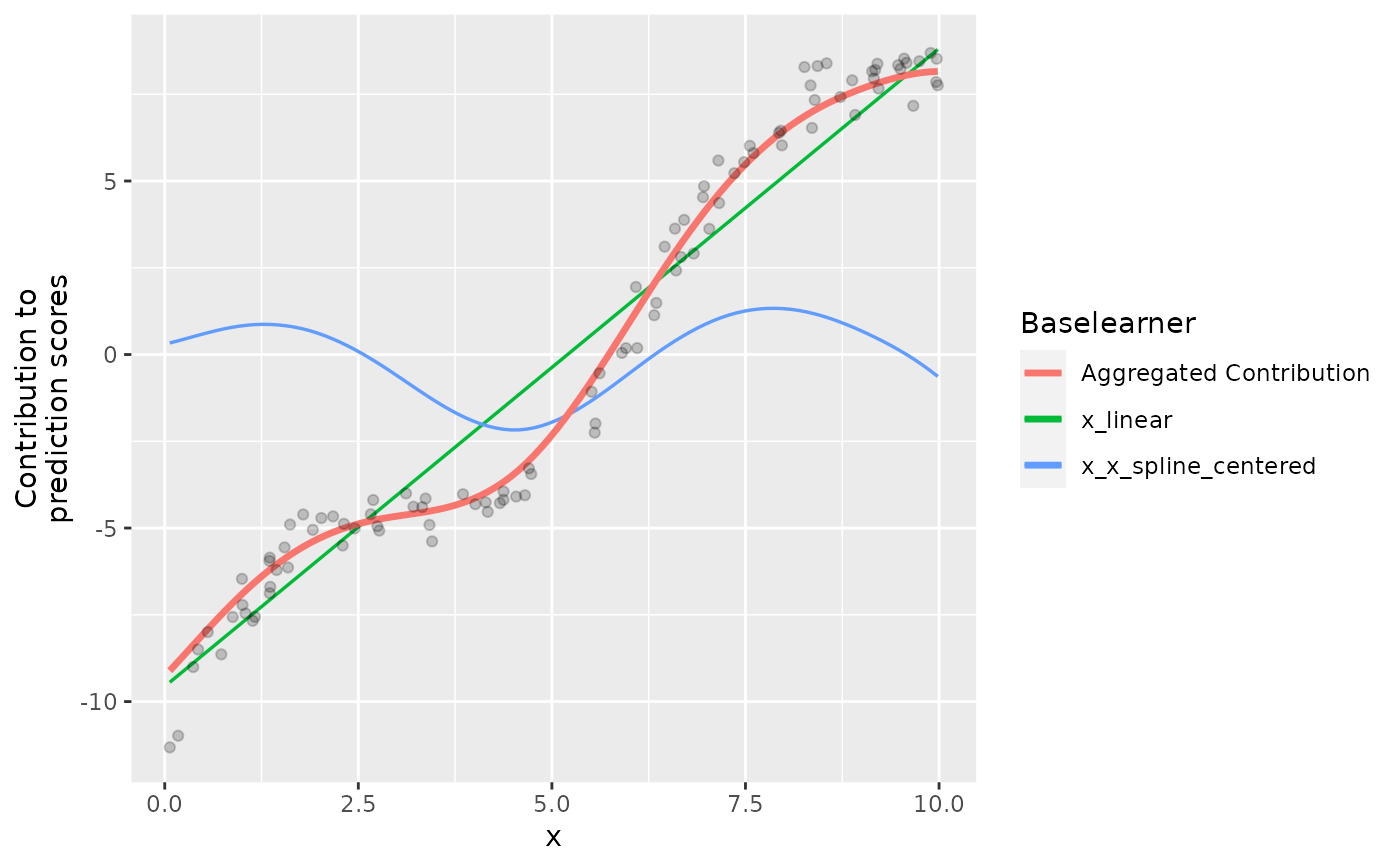 Contribution to
prediction scores
5
0
-5
-10
0.0
2.5
5.0
7.5
10.0
x
Baselearner
Aggregated Contribution
x_linear
x_x_spline_centered